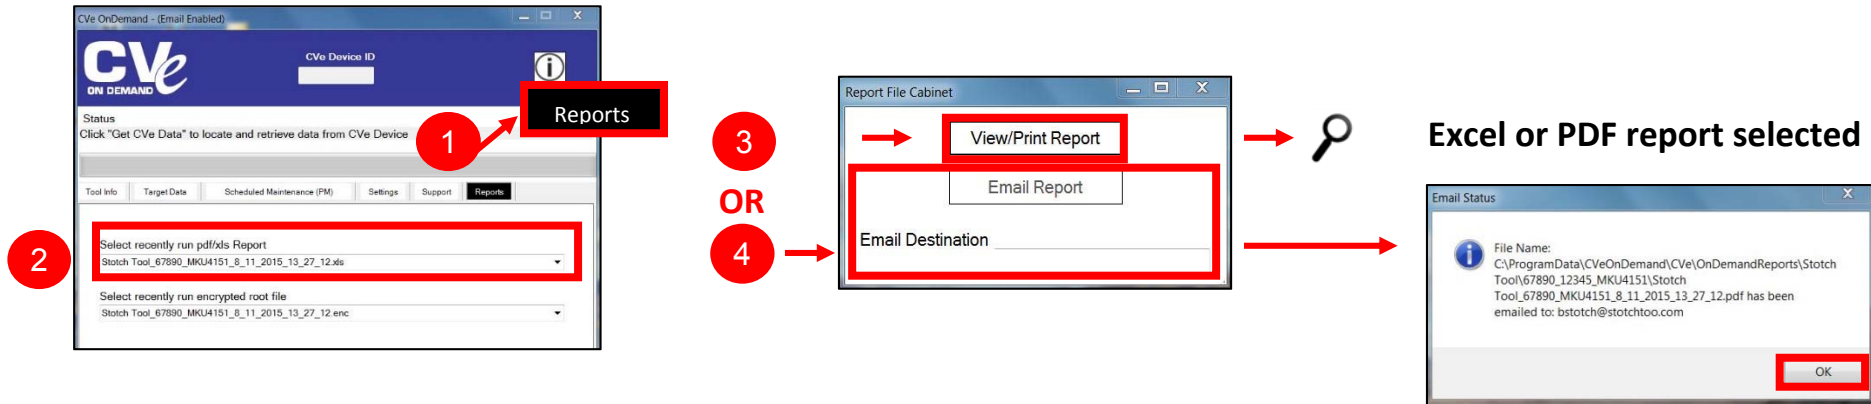 CVe OnDemand - (Email Enabled)
CVe
ON DEMAND
CVe Device ID
Reports
Status
Click "Get CVe Data" to locate and retrieve data from CVe Device
1
Tool Info
Target Data
Scheduled Maintenance (PM)
Settings
Support
Reports
2
Select recently run pdf/xls Report
Stotch Tool_67890_MKU4151_8_11_2015_13_27_12.xls
Select recently run encrypted root file
Stotch Tool_67890_MKU4151_8_11_2015_13_27_12.enc
3
OR
4
Report File Cabinet
View/Print Report
Email Report
Email Destination
Excel or PDF report selected
Email Status
File Name:
C:\ProgramData\CVeOnDemand\CVe\OnDemandReports\Stotch
Tool\67890_12345_MKU4151\Stotch
Tool_67890_MKU4151_8_11_2015_13_27_12.pdf has been
emailed to: bstotch@stotchtoo.com
OK